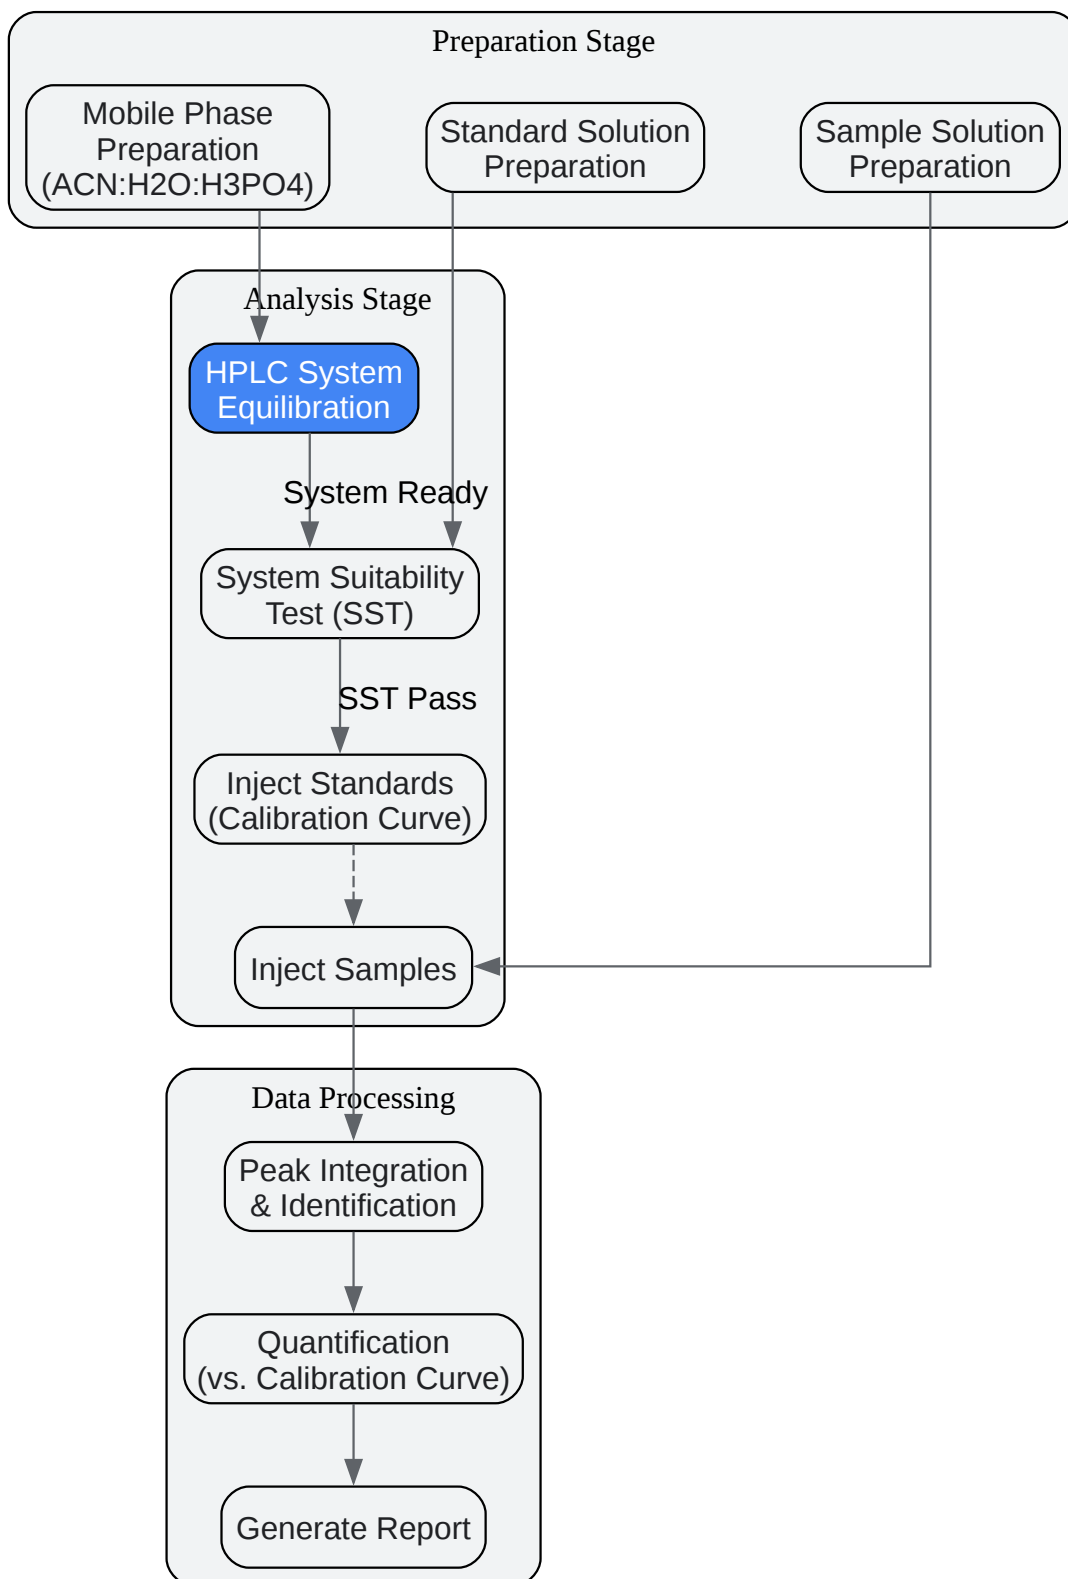 Preparation Stage
Mobile Phase
Preparation
(ACN:H2O:H3PO4)
Standard Solution
Preparation
Sample Solution
Preparation
Analysis Stage
HPLC System
Equilibration
System Ready
System Suitability
Test (SST)
SST Pass
Inject Standards
(Calibration Curve)
Inject Samples
Data Processing
Peak Integration
& Identification
Quantification
(vs. Calibration Curve)
Generate Report